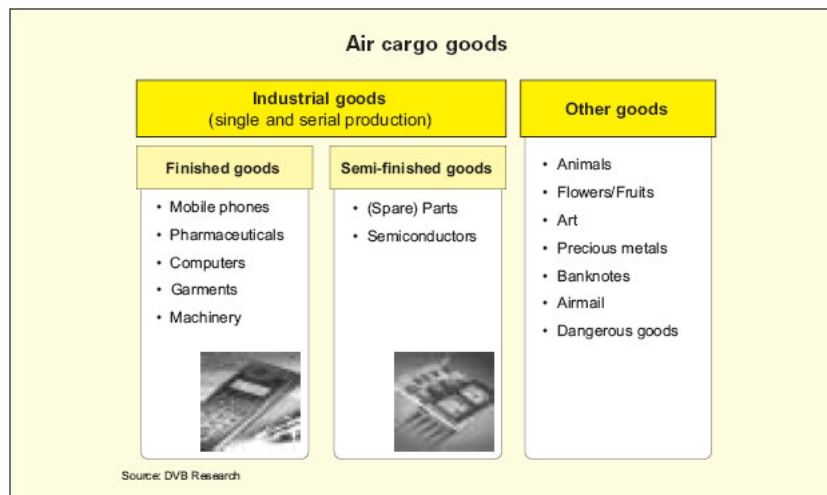 Air cargo goods
Industrial goods
(single and serial production)
Other goods
Finished goods
Semi-finished goods
• Mobile phones
• Pharmaceuticals
• Computers
• Garments
• Machinery
• (Spare) Parts
• Semiconductors
• Animals
• Flowers/Fruits
• Art
• Precious metals
• Banknotes
• Airmail
• Dangerous goods
Source: DVB Research